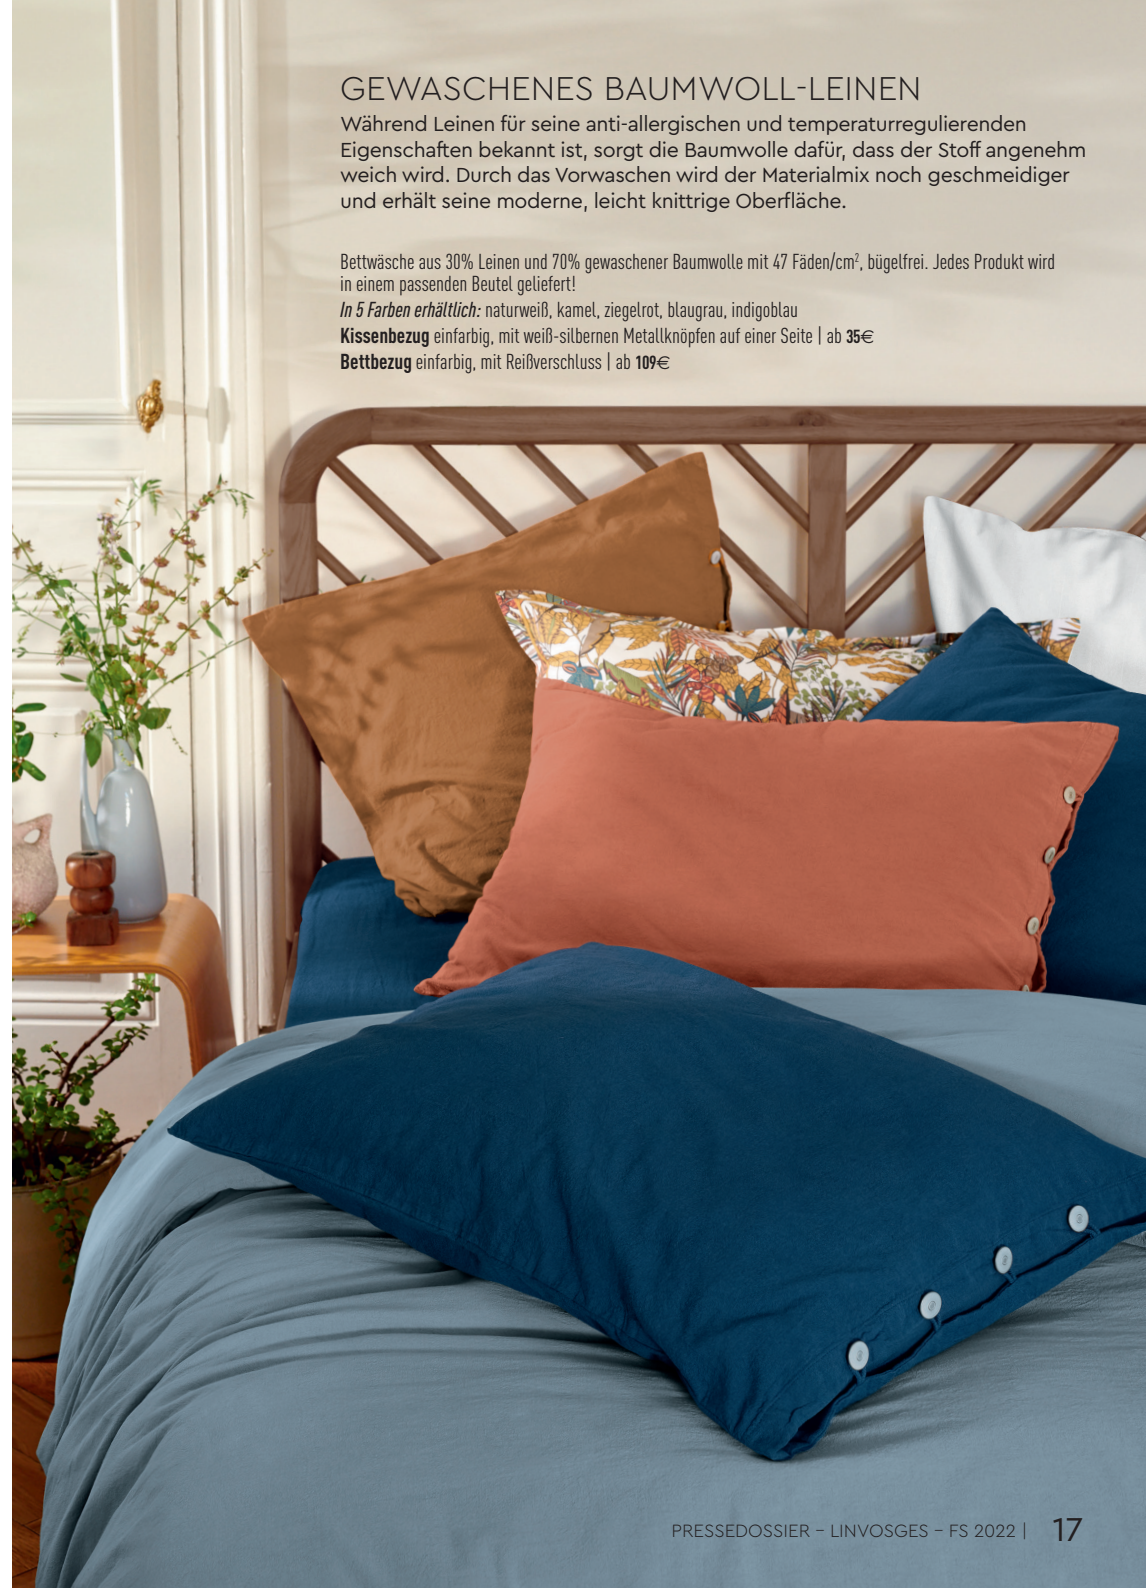 GEWASCHENES BAUMWOLL-LEINEN
Während Leinen für seine anti-allergischen und temperaturregulierenden
Eigenschaften bekannt ist, sorgt die Baumwolle dafür, dass der Stoff angenehm
weich wird. Durch das Vorwaschen wird der Materialmix noch geschmeidiger
und erhält seine moderne, leicht knittrige Oberfläche.
Bettwäsche aus 30% Leinen und 70% gewaschener Baumwolle mit 47 Fäden/cm², bügelfrei. Jedes Produkt wird
in einem passenden Beutel geliefert!
In 5 Farben erhältlich: naturweiß, kamel, ziegelrot, blaugrau, indigoblau
Kissenbezug einfarbig, mit weiß-silbernen Metallknöpfen auf einer Seite | ab 35€
Bettbezug einfarbig, mit Reißverschluss | ab 109€
PRESSEDOSSIER – LINVOSGES – FS 2022 | 17